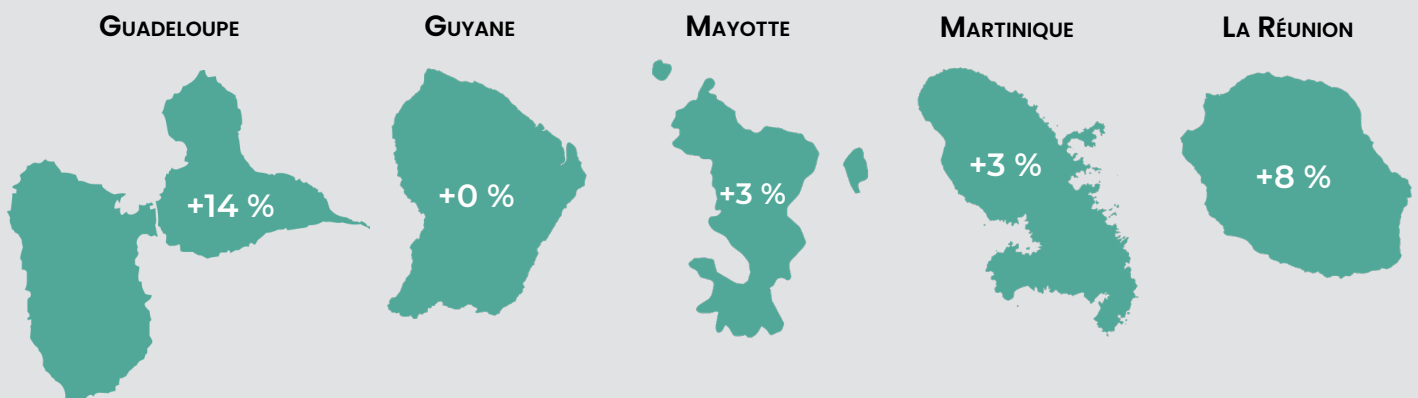 Guadeloupe
Guyane
Mayotte
Martinique
La Réunion
+14 %
+0 %
+3 %
+3 %
+8 %